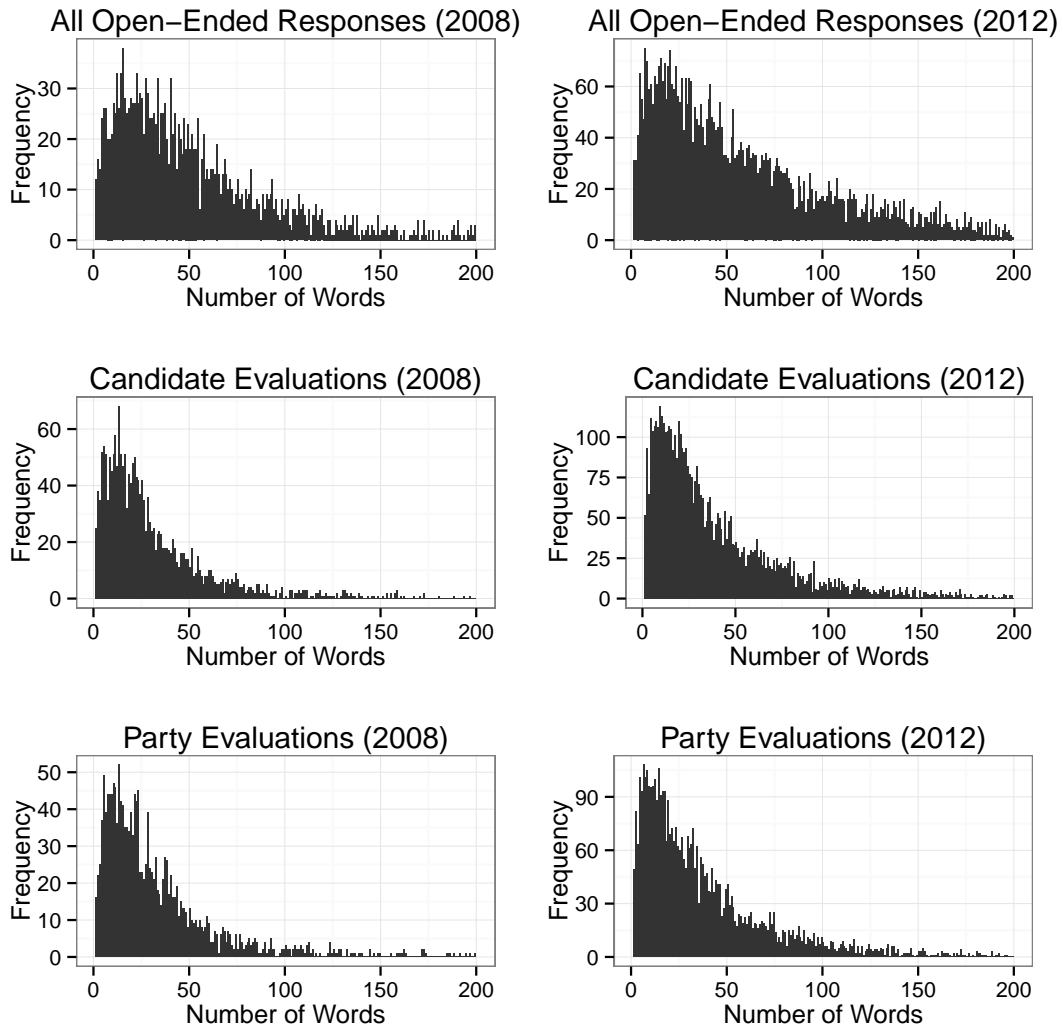 All Open−Ended Responses (2008)
Frequency
30
20
10
0
0 50 100 150 200
Number of Words
All Open−Ended Responses (2012)
Frequency
60
40
20
0
0 50 100 150 200
Number of Words
Candidate Evaluations (2008)
Frequency
60
40
20
0
0 50 100 150 200
Number of Words
Candidate Evaluations (2012)
Frequency
100
75
50
25
0
0 50 100 150 200
Number of Words
Party Evaluations (2008)
Frequency
50
40
30
20
10
0
0 50 100 150 200
Number of Words
Party Evaluations (2012)
Frequency
90
60
30
0
0 50 100 150 200
Number of Words